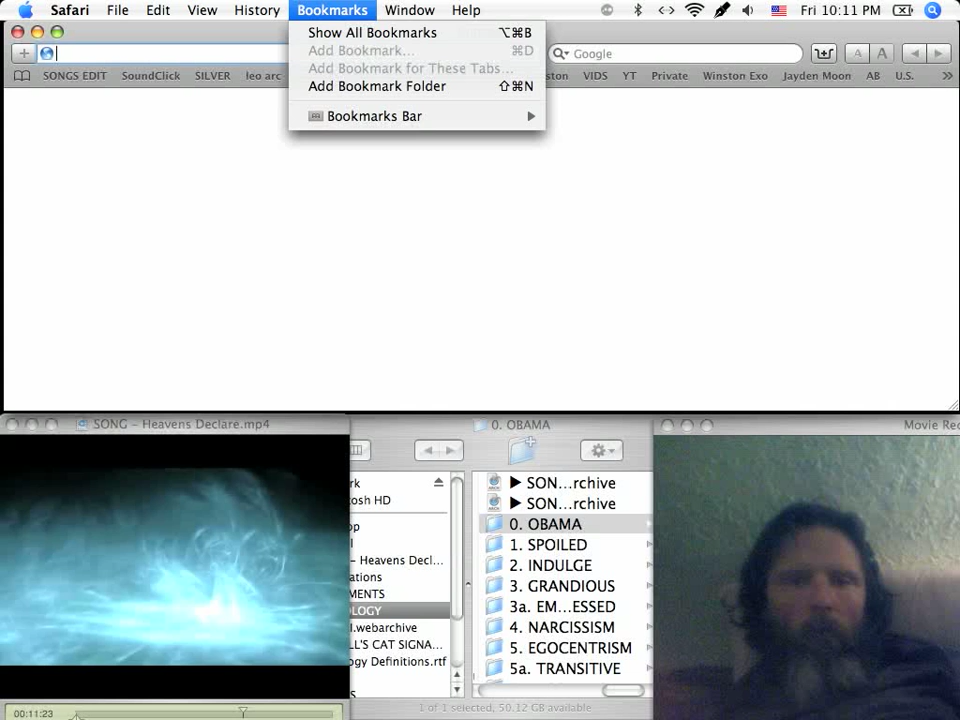 Safari File Edit View History Bookmarks Window Help Fri 10:11 PM
Show All Bookmarks ⌥⌘B
Add Bookmark... ⌘D
Add Bookmark for These Tabs...
Add Bookmark Folder ⇧⌘N
Bookmarks Bar
Google
A A
SONGS EDIT SoundClick SILVER leo arc ston VIDS YT Private Winston Exo Jayden Moon AB U.S. »
SONG – Heavens Declare.mp4
00:11:23
0. OBAMA
rk
tosh HD
op
l
– Heavens Decl...
ations
MENTS
LOGY
l.webarchive
LL'S CAT SIGNA...
gy Definitions.rtf
s
▶ SON...rchive
▶ SON...rchive
0. OBAMA
1. SPOILED
2. INDULGE
3. GRANDIOUS
3a. EM...ESSED
4. NARCISSISM
5. EGOCENTRISM
5a. TRANSITIVE
1 of 1 selected, 50.12 GB available
Movie Rec